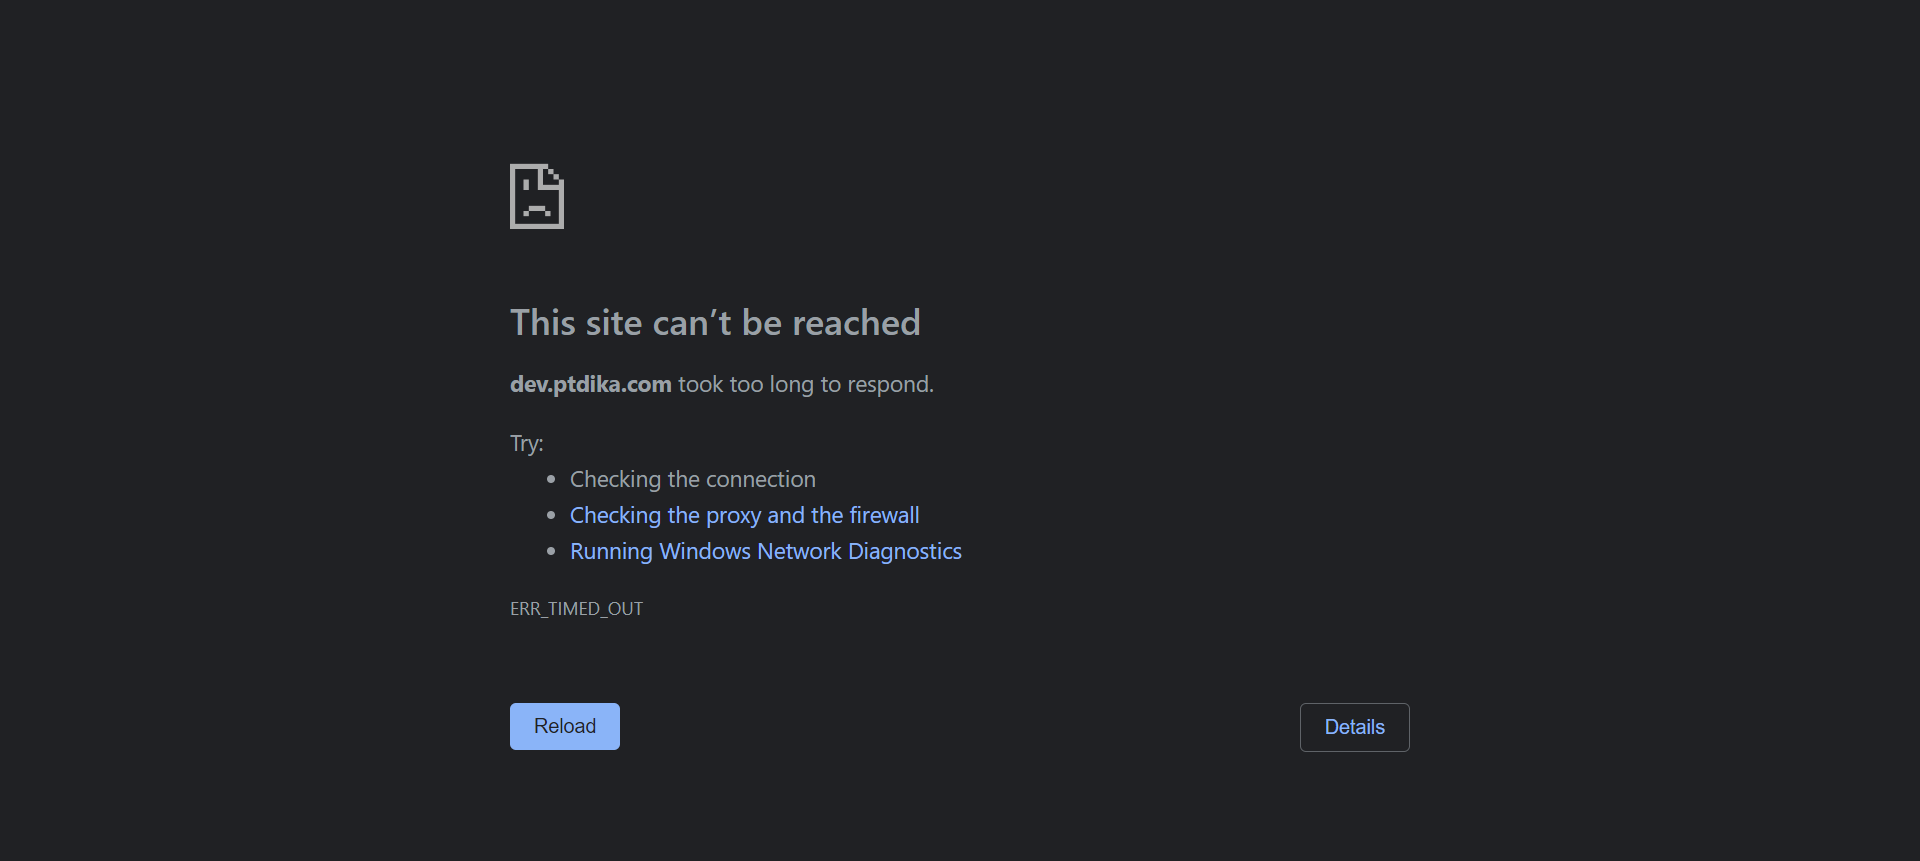 This site can’t be reached
dev.ptdika.com took too long to respond.
Try:
Checking the connection
Checking the proxy and the firewall
Running Windows Network Diagnostics
ERR_TIMED_OUT
Reload
Details